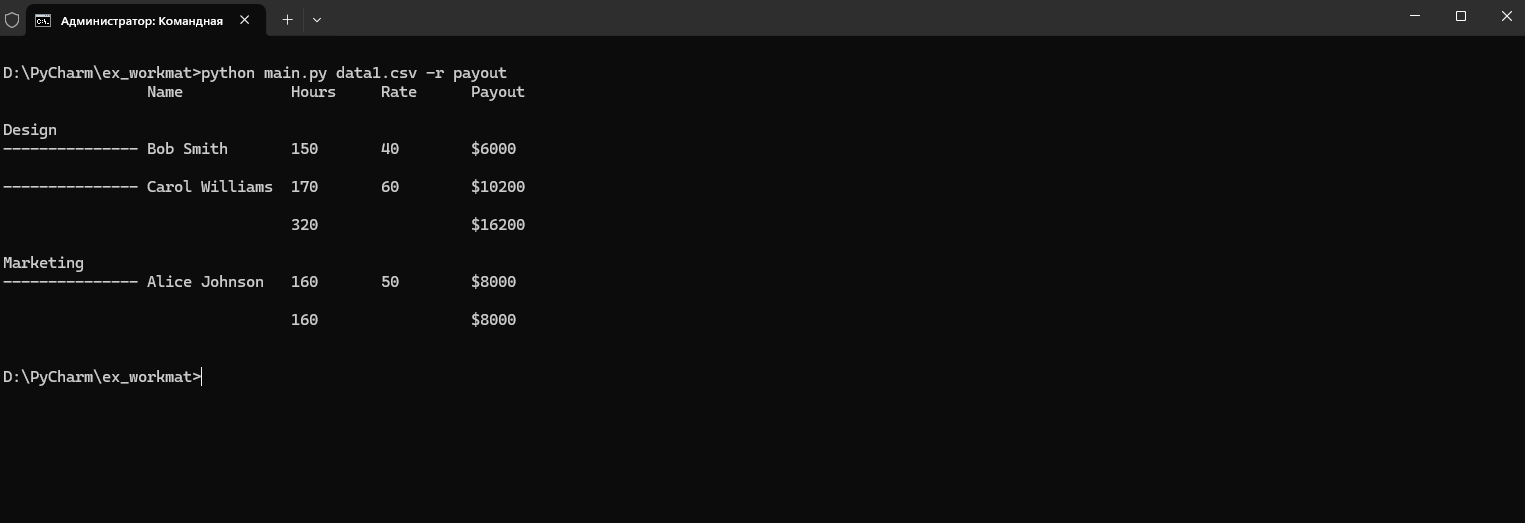 Администратор: Командная
D:\PyCharm\ex_workmat>python main.py data1.csv -r payout
Name Hours Rate Payout
Design
--------------- Bob Smith 150 40 $6000
--------------- Carol Williams 170 60 $10200
320 $16200
Marketing
--------------- Alice Johnson 160 50 $8000
160 $8000
D:\PyCharm\ex_workmat>